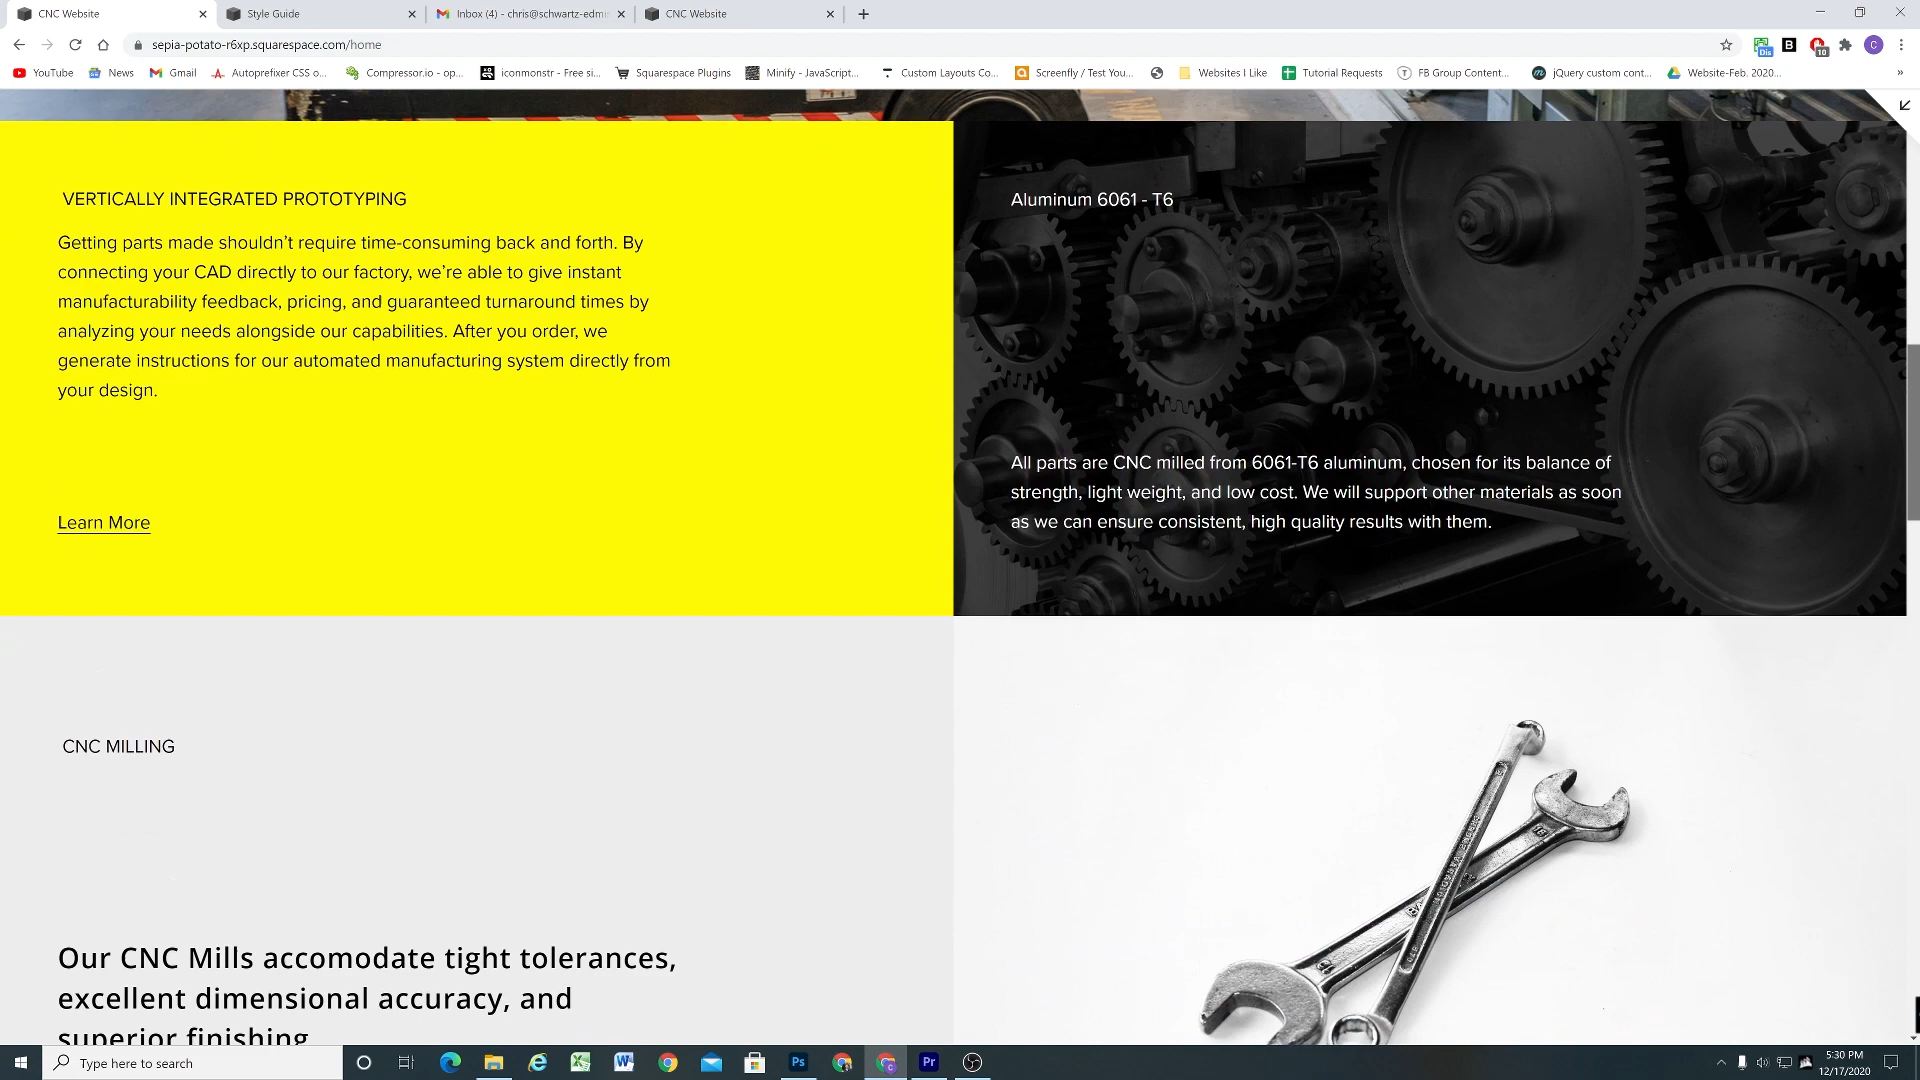 CNC Website
Style Guide
Inbox (4) - chris@schwartz-edmi
CNC Website
sepia-potato-r6xp.squarespace.com/home
Dis
B
10
C
YouTube
News
Gmail
Autoprefixer CSS o...
Compressor.io - op...
iconmonstr - Free si...
Squarespace Plugins
Minify - JavaScript...
Custom Layouts Co...
Screenfly / Test You...
Websites I Like
Tutorial Requests
FB Group Content...
jQuery custom cont...
Website-Feb. 2020...
VERTICALLY INTEGRATED PROTOTYPING
Getting parts made shouldn’t require time-consuming back and forth. By
connecting your CAD directly to our factory, we’re able to give instant
manufacturability feedback, pricing, and guaranteed turnaround times by
analyzing your needs alongside our capabilities. After you order, we
generate instructions for our automated manufacturing system directly from
your design.
Learn More
Aluminum 6061 - T6
All parts are CNC milled from 6061-T6 aluminum, chosen for its balance of
strength, light weight, and low cost. We will support other materials as soon
as we can ensure consistent, high quality results with them.
CNC MILLING
Our CNC Mills accomodate tight tolerances,
excellent dimensional accuracy, and
superior finishing
Type here to search
Ps
Pr
5:30 PM
12/17/2020